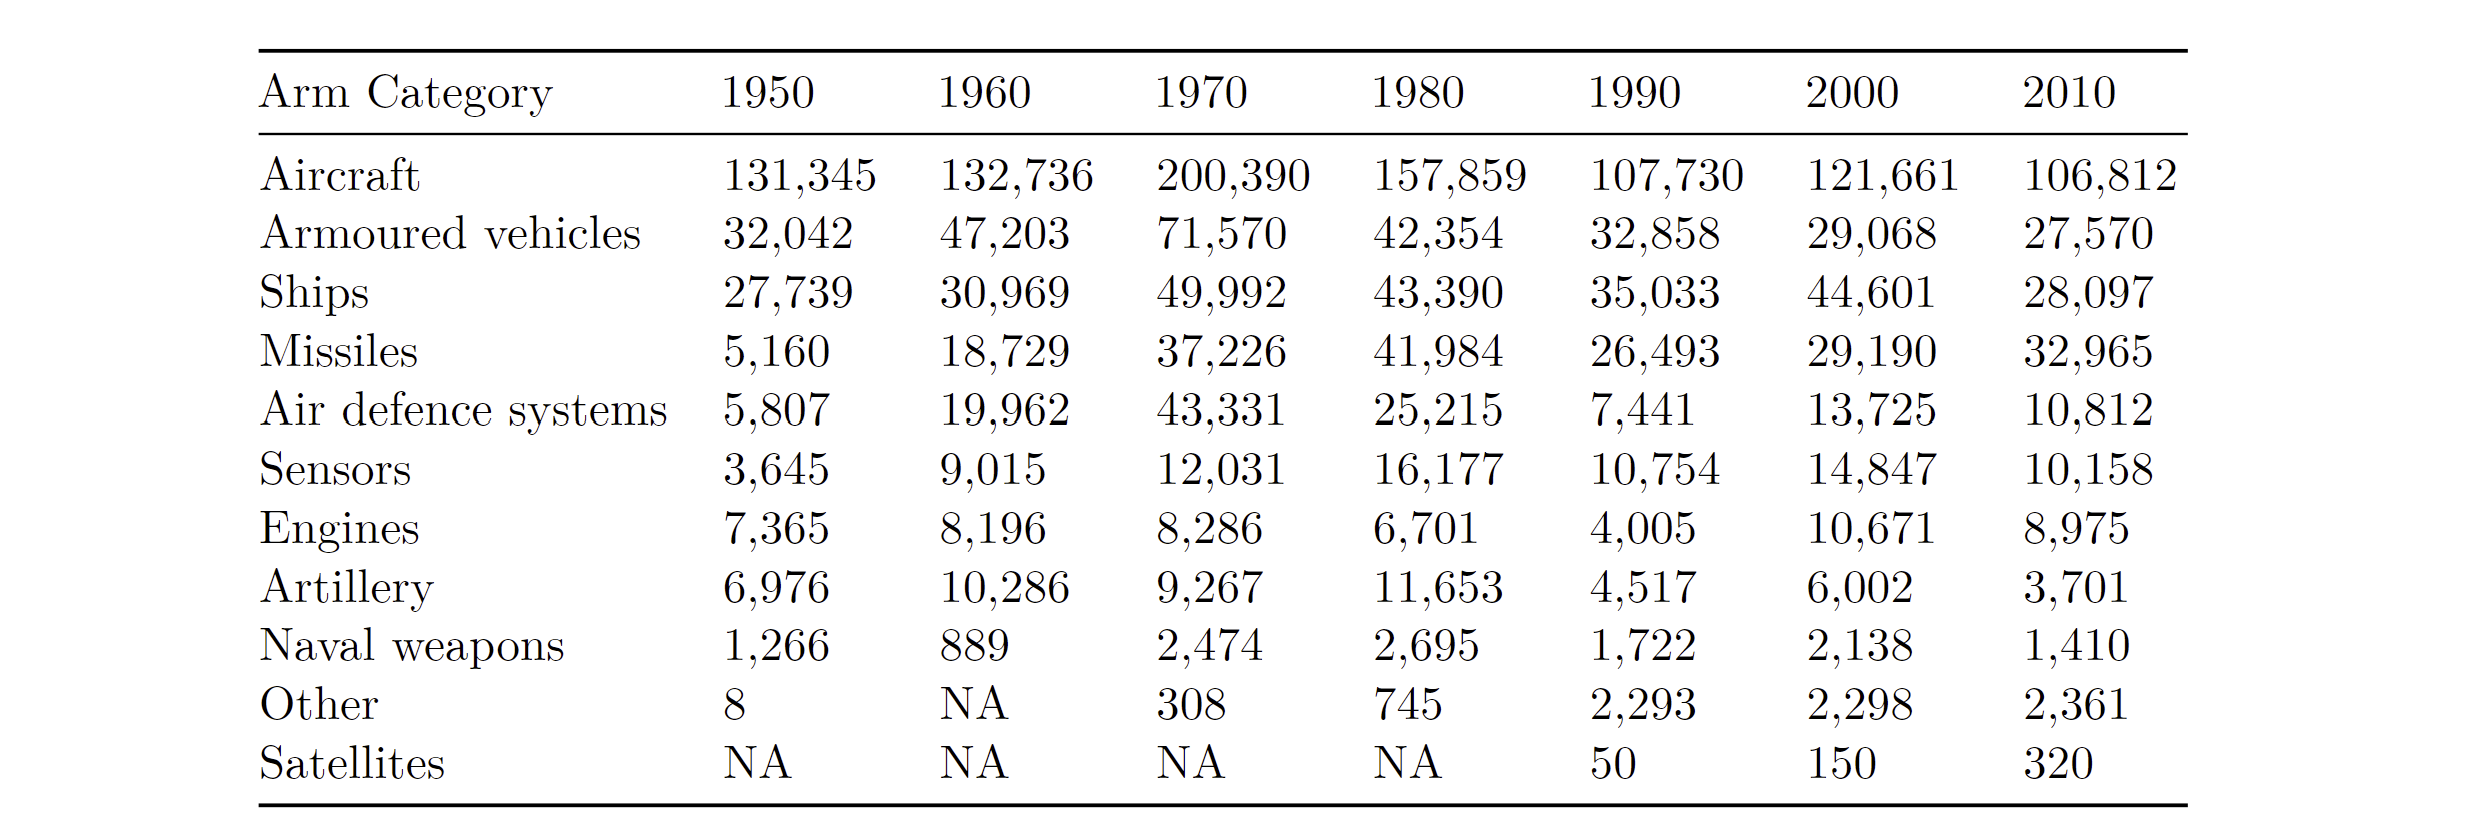 Arm Category 1950 1960 1970 1980 1990 2000 2010
Aircraft 131,345 132,736 200,390 157,859 107,730 121,661 106,812
Armoured vehicles 32,042 47,203 71,570 42,354 32,858 29,068 27,570
Ships 27,739 30,969 49,992 43,390 35,033 44,601 28,097
Missiles 5,160 18,729 37,226 41,984 26,493 29,190 32,965
Air defence systems 5,807 19,962 43,331 25,215 7,441 13,725 10,812
Sensors 3,645 9,015 12,031 16,177 10,754 14,847 10,158
Engines 7,365 8,196 8,286 6,701 4,005 10,671 8,975
Artillery 6,976 10,286 9,267 11,653 4,517 6,002 3,701
Naval weapons 1,266 889 2,474 2,695 1,722 2,138 1,410
Other 8 NA 308 745 2,293 2,298 2,361
Satellites NA NA NA NA 50 150 320